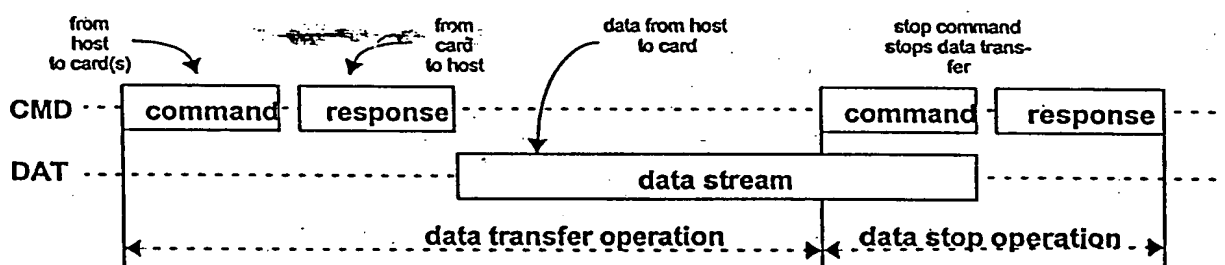 from
host
to card(s)
from
card
to host
data from host
to card
stop command
stops data trans-
fer
CMD command response command response
DAT data stream
data transfer operation data stop operation